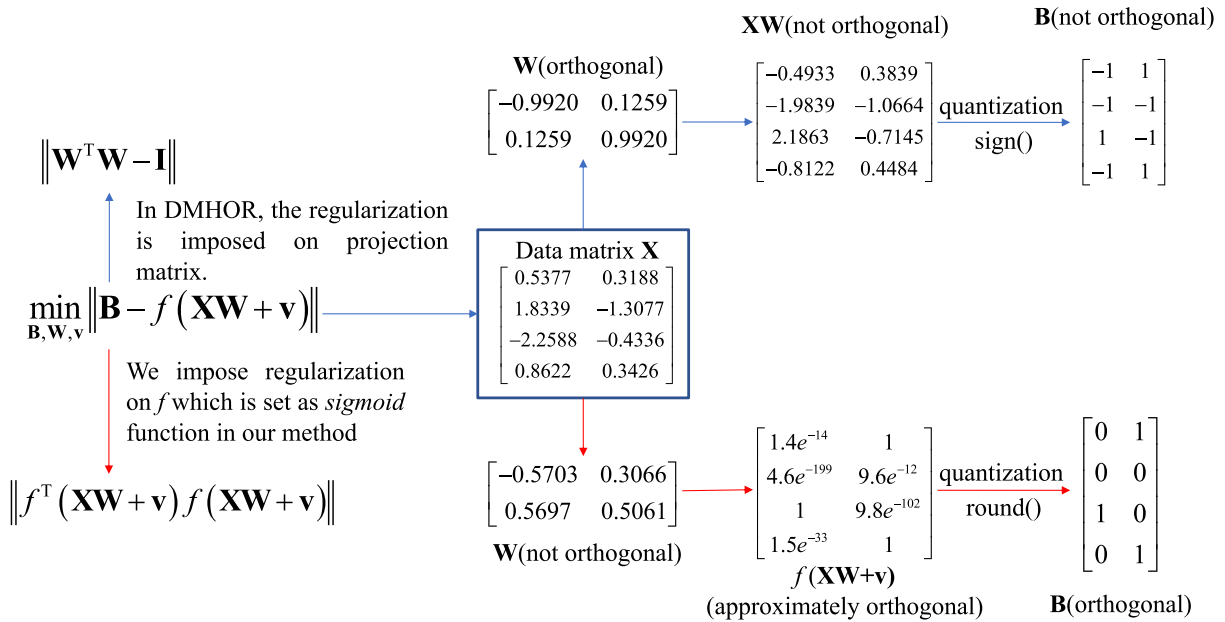 XW(not orthogonal)
B(not orthogonal)
W(orthogonal)
−0.9920 0.1259
0.1259 0.9920
−0.4933 0.3839
−1.9839 −1.0664
2.1863 −0.7145
−0.8122 0.4484
quantization
sign()
−1 1
−1 −1
1 −1
−1 1
‖WᵀW − I‖
In DMHOR, the regularization
is imposed on projection
matrix.
min ‖B − f(XW + v)‖
B,W,v
Data matrix X
0.5377 0.3188
1.8339 −1.3077
−2.2588 −0.4336
0.8622 0.3426
We impose regularization
on f which is set as sigmoid
function in our method
‖fᵀ(XW + v) f(XW + v)‖
−0.5703 0.3066
0.5697 0.5061
W(not orthogonal)
1.4e⁻¹⁴ 1
4.6e⁻¹⁹⁹ 9.6e⁻¹²
1 9.8e⁻¹⁰²
1.5e⁻³³ 1
f(XW+v)
(approximately orthogonal)
quantization
round()
0 1
0 0
1 0
0 1
B(orthogonal)